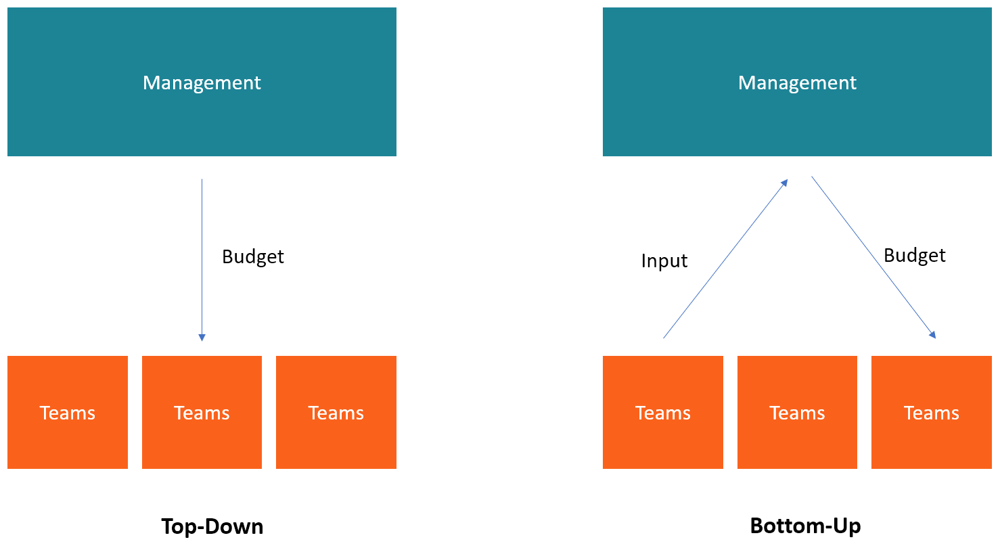 Management
Budget
Teams
Teams
Teams
Top-Down
Management
Input
Budget
Teams
Teams
Teams
Bottom-Up